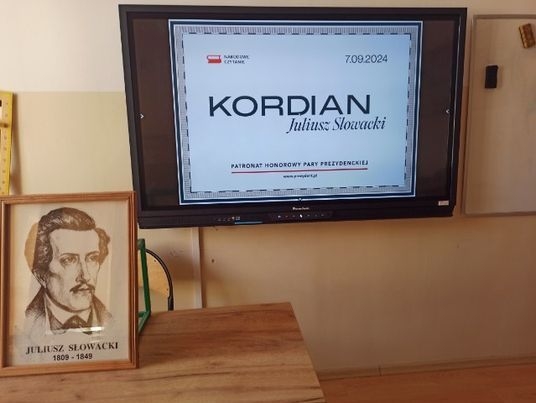 NARODOWE
CZYTANIE
7.09.2024
KORDIAN
Juliusz Słowacki
PATRONAT HONOROWY PARY PREZYDENCKIEJ
www.prezydent.pl
JULIUSZ SŁOWACKI
1809 - 1849